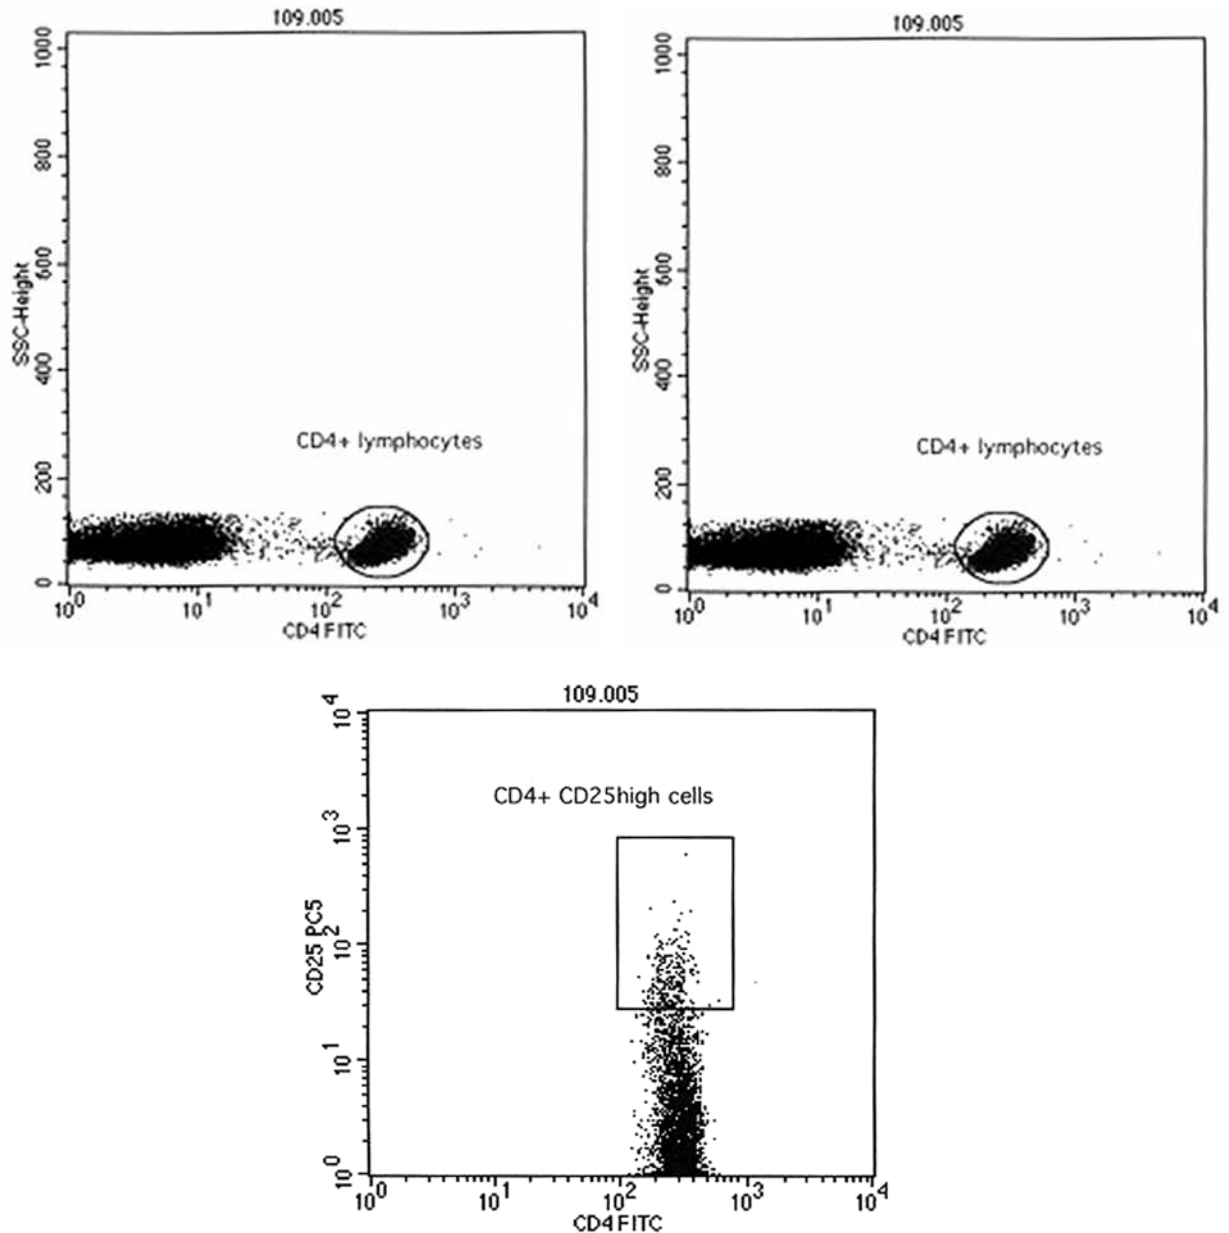 109.005
1000
800
600
400
200
0
SSC-Height
CD4+ lymphocytes
10^0 10^1 10^2 10^3 10^4
CD4 FITC
109.005
1000
800
600
400
200
0
SSC-Height
CD4+ lymphocytes
10^0 10^1 10^2 10^3 10^4
CD4 FITC
109.005
10^4
10^3
10^2
10^1
10^0
CD25 PC5
CD4+ CD25high cells
10^0 10^1 10^2 10^3 10^4
CD4 FITC